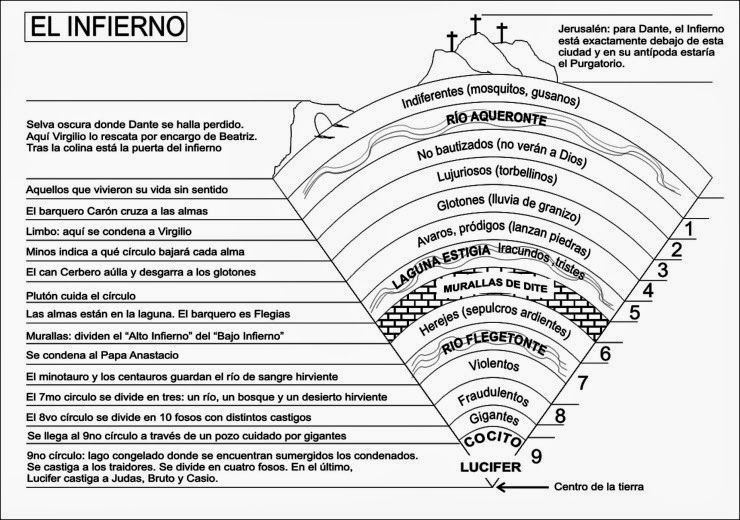 EL INFIERNO
Jerusalén: para Dante, el Infierno
está exactamente debajo de esta
ciudad y en su antípoda estaría
el Purgatorio.
Selva oscura donde Dante se halla perdido.
Aquí Virgilio lo rescata por encargo de Beatriz.
Tras la colina está la puerta del infierno
Aquellos que vivieron su vida sin sentido
El barquero Carón cruza a las almas
Limbo: aquí se condena a Virgilio
Minos indica a qué círculo bajará cada alma
El can Cerbero aúlla y desgarra a los glotones
Plutón cuida el círculo
Las almas están en la laguna. El barquero es Flegias
Murallas: dividen el “Alto Infierno” del “Bajo Infierno”
Se condena al Papa Anastacio
El minotauro y los centauros guardan el río de sangre hirviente
El 7mo circulo se divide en tres: un río, un bosque y un desierto hirviente
El 8vo círculo se divide en 10 fosos con distintos castigos
Se llega al 9no círculo a través de un pozo cuidado por gigantes
9no círculo: lago congelado donde se encuentran sumergidos los condenados.
Se castiga a los traidores. Se divide en cuatro fosos. En el último,
Lucifer castiga a Judas, Bruto y Casio.
Indiferentes (mosquitos, gusanos)
RÍO AQUERONTE
No bautizados (no verán a Dios)
Lujuriosos (torbellinos)
Glotones (lluvia de granizo)
Avaros, pródigos (lanzan piedras)
LAGUNA ESTIGIA Iracundos ,tristes
MURALLAS DE DITE
Herejes (sepulcros ardientes)
RIO FLEGETONTE
Violentos
Fraudulentos
Gigantes
COCITO
LUCIFER
1
2
3
4
5
6
7
8
9
Centro de la tierra